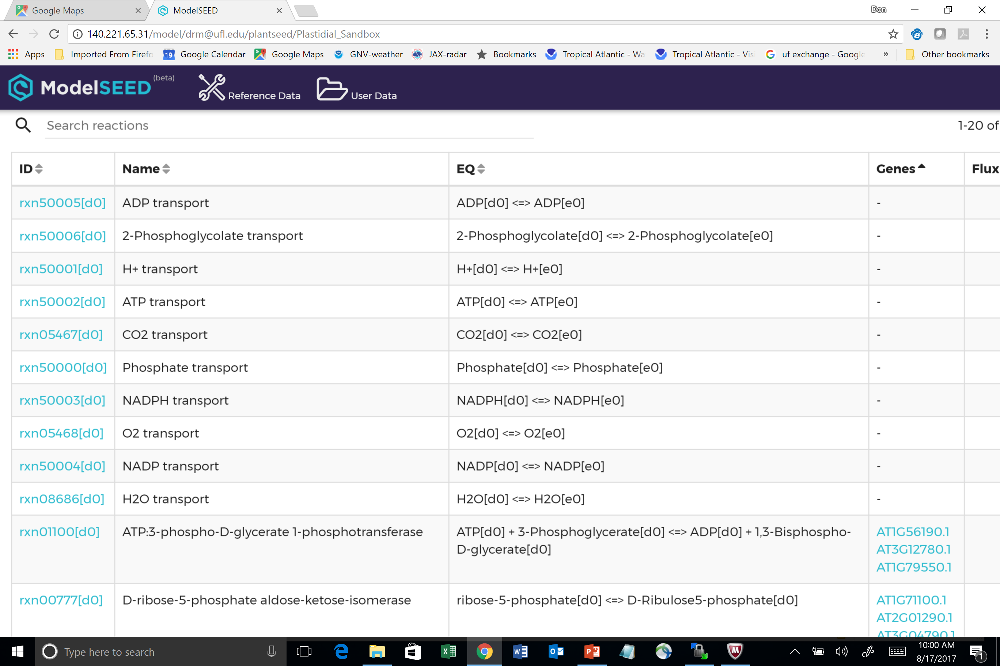 Google Maps
ModelSEED
Don
140.221.65.31/model/drm@ufl.edu/plantseed/Plastidial_Sandbox
Apps Imported From Firefo Google Calendar Google Maps GNV-weather JAX-radar Bookmarks Tropical Atlantic - Wa Tropical Atlantic - Visi uf exchange - Google » Other bookmarks
ModelSEED (beta) Reference Data User Data
Search reactions 1-20 of
ID Name EQ Genes Flux
rxn50005[d0] ADP transport ADP[d0] <=> ADP[e0] -
rxn50006[d0] 2-Phosphoglycolate transport 2-Phosphoglycolate[d0] <=> 2-Phosphoglycolate[e0] -
rxn50001[d0] H+ transport H+[d0] <=> H+[e0] -
rxn50002[d0] ATP transport ATP[d0] <=> ATP[e0] -
rxn05467[d0] CO2 transport CO2[d0] <=> CO2[e0] -
rxn50000[d0] Phosphate transport Phosphate[d0] <=> Phosphate[e0] -
rxn50003[d0] NADPH transport NADPH[d0] <=> NADPH[e0] -
rxn05468[d0] O2 transport O2[d0] <=> O2[e0] -
rxn50004[d0] NADP transport NADP[d0] <=> NADP[e0] -
rxn08686[d0] H2O transport H2O[d0] <=> H2O[e0] -
rxn01100[d0] ATP:3-phospho-D-glycerate 1-phosphotransferase ATP[d0] + 3-Phosphoglycerate[d0] <=> ADP[d0] + 1,3-Bisphospho- AT1G56190.1
D-glycerate[d0] AT3G12780.1
AT1G79550.1
rxn00777[d0] D-ribose-5-phosphate aldose-ketose-isomerase ribose-5-phosphate[d0] <=> D-Ribulose5-phosphate[d0] AT1G71100.1
AT2G01290.1
AT3G04790.1
Type here to search
10:00 AM
8/17/2017
1